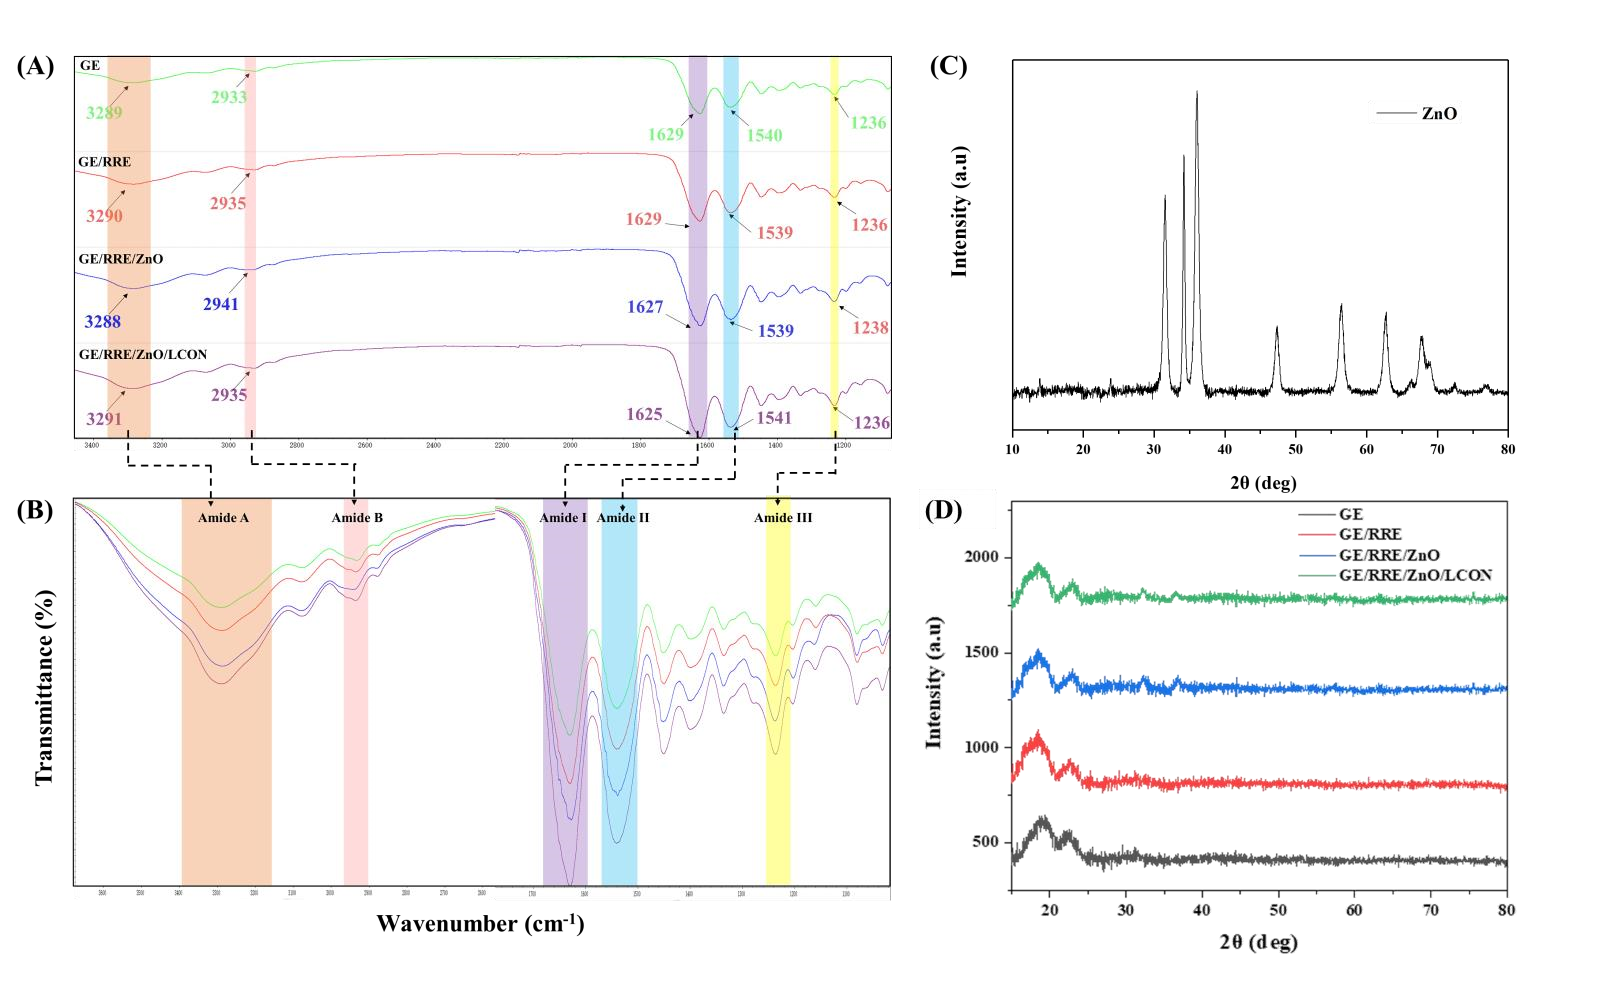 (A)
GE
3289
2933
1629
1540
1236
GE/RRE
3290
2935
1629
1539
1236
GE/RRE/ZnO
3288
2941
1627
1539
1238
GE/RRE/ZnO/LCON
3291
2935
1625
1541
1236
3400 3200 3000 2800 2600 2400 2200 2000 1800 1600 1400 1200
(B)
Amide A
Amide B
Amide I
Amide II
Amide III
Transmittance (%)
Wavenumber (cm-1)
(C)
ZnO
Intensity (a.u)
10 20 30 40 50 60 70 80
2θ (deg)
(D)
GE
GE/RRE
GE/RRE/ZnO
GE/RRE/ZnO/LCON
2000
1500
1000
500
Intensity (a.u)
20 30 40 50 60 70 80
2θ (deg)